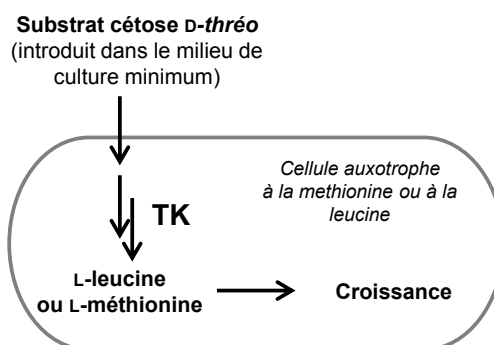 Substrat cétose D-thréo
(introduit dans le milieu de
culture minimum)
Cellule auxotrophe
à la methionine ou à la
leucine
TK
L-leucine
ou L-méthionine
Croissance